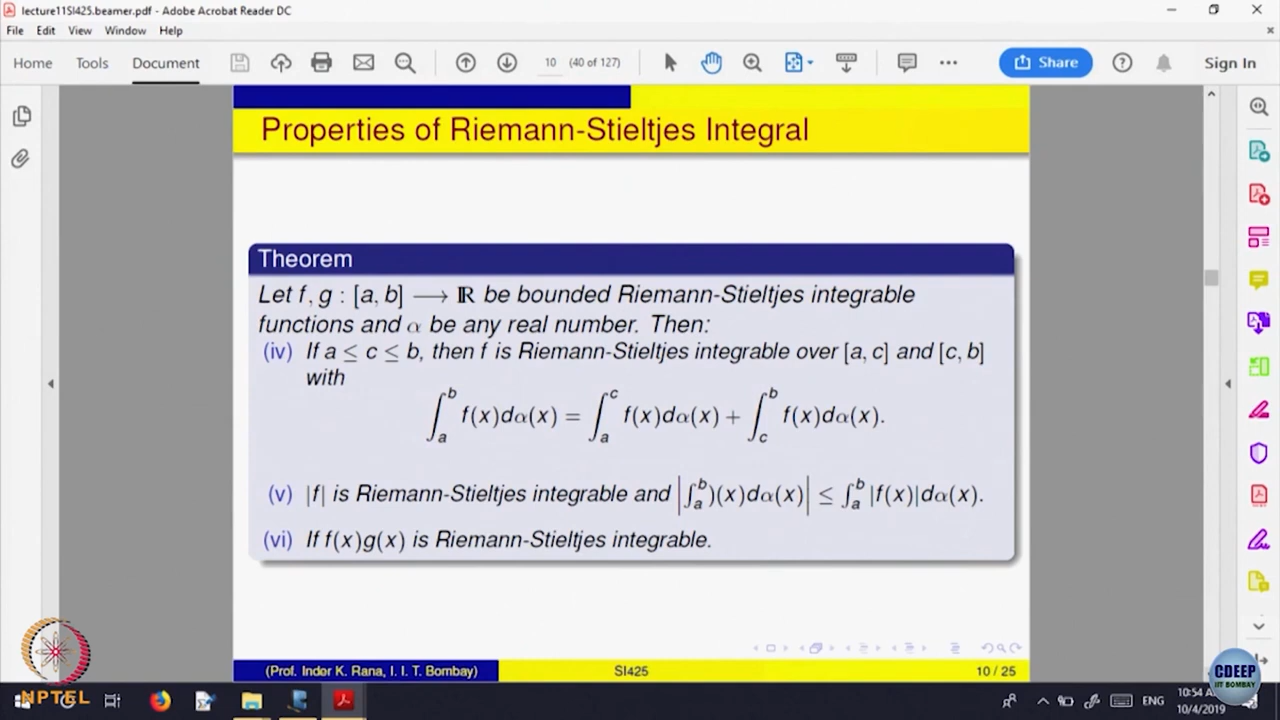 lecture11SI425.beamer.pdf - Adobe Acrobat Reader DC
File Edit View Window Help
Home Tools Document 10 (40 of 127) Share Sign In
Properties of Riemann-Stieltjes Integral
Theorem
Let f, g : [a, b] ⟶ ℝ be bounded Riemann-Stieltjes integrable
functions and α be any real number. Then:
(iv) If a ≤ c ≤ b, then f is Riemann-Stieltjes integrable over [a, c] and [c, b]
with
∫_a^b f(x)dα(x) = ∫_a^c f(x)dα(x) + ∫_c^b f(x)dα(x).
(v) |f| is Riemann-Stieltjes integrable and |∫_a^b)(x)dα(x)| ≤ ∫_a^b |f(x)|dα(x).
(vi) If f(x)g(x) is Riemann-Stieltjes integrable.
(Prof. Indor K. Rana, I. I. T. Bombay) SI425 10 / 25
NPTEL
CDEEP
IIT BOMBAY
ENG
10:54
10/4/2019